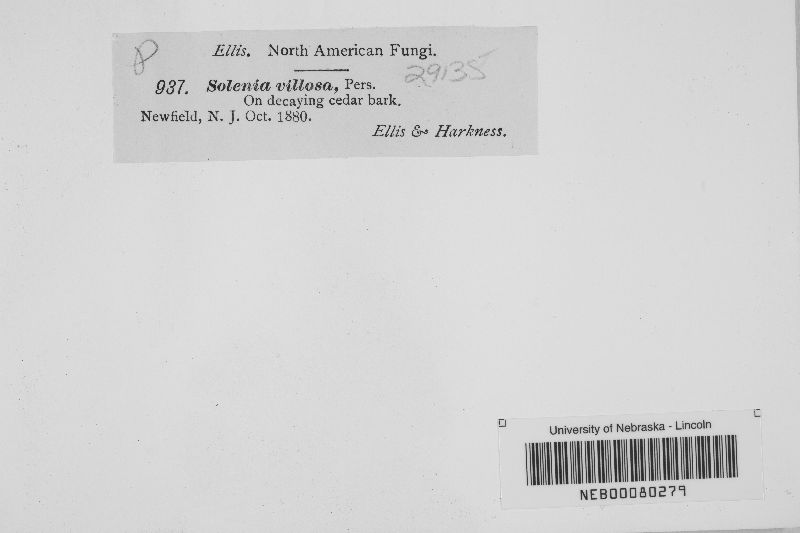 P
Ellis. North American Fungi.
29135
937. Solenia villosa, Pers.
On decaying cedar bark.
Newfield, N. J. Oct. 1880.
Ellis & Harkness.
University of Nebraska - Lincoln
NEB00080279